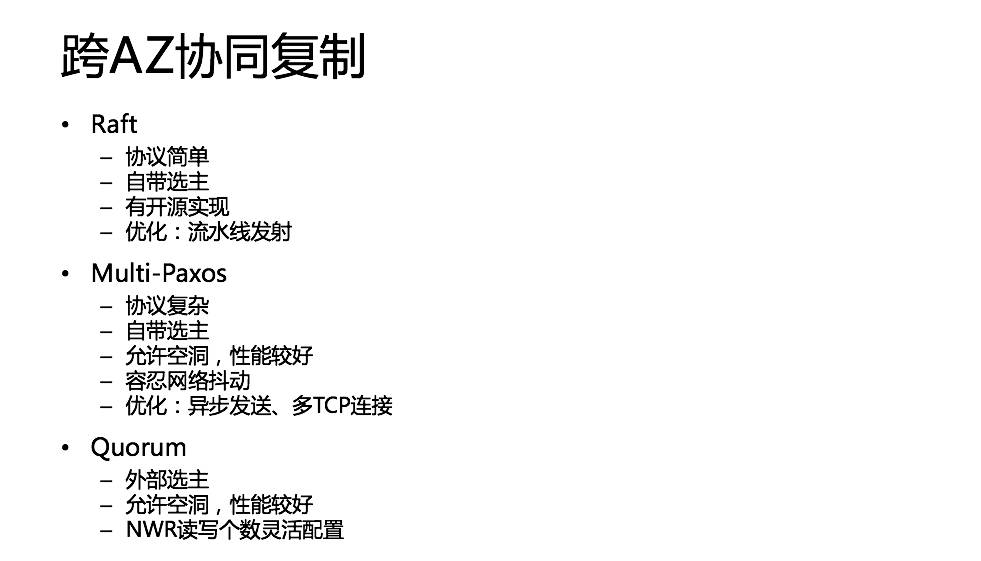 跨AZ协同复制
• Raft
– 协议简单
– 自带选主
– 有开源实现
– 优化：流水线发射
• Multi-Paxos
– 协议复杂
– 自带选主
– 允许空洞，性能较好
– 容忍网络抖动
– 优化：异步发送、多TCP连接
• Quorum
– 外部选主
– 允许空洞，性能较好
– NWR读写个数灵活配置